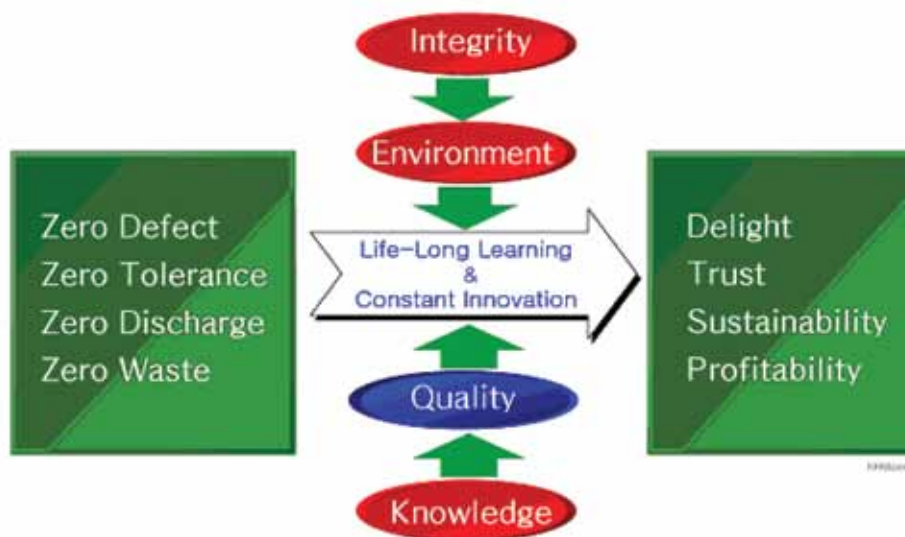 Integrity
Environment
Zero Defect
Zero Tolerance
Zero Discharge
Zero Waste
Life-Long Learning
&
Constant Innovation
Delight
Trust
Sustainability
Profitability
Quality
Knowledge